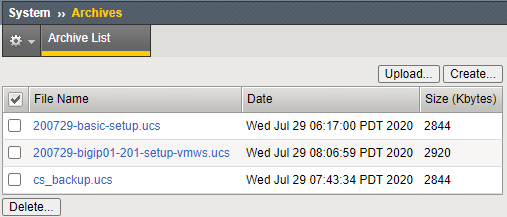 System ›› Archives
Archive List
Upload... Create...
File Name Date Size (Kbytes)
200729-basic-setup.ucs Wed Jul 29 06:17:00 PDT 2020 2844
200729-bigip01-201-setup-vmws.ucs Wed Jul 29 08:06:59 PDT 2020 2920
cs_backup.ucs Wed Jul 29 07:43:34 PDT 2020 2844
Delete...